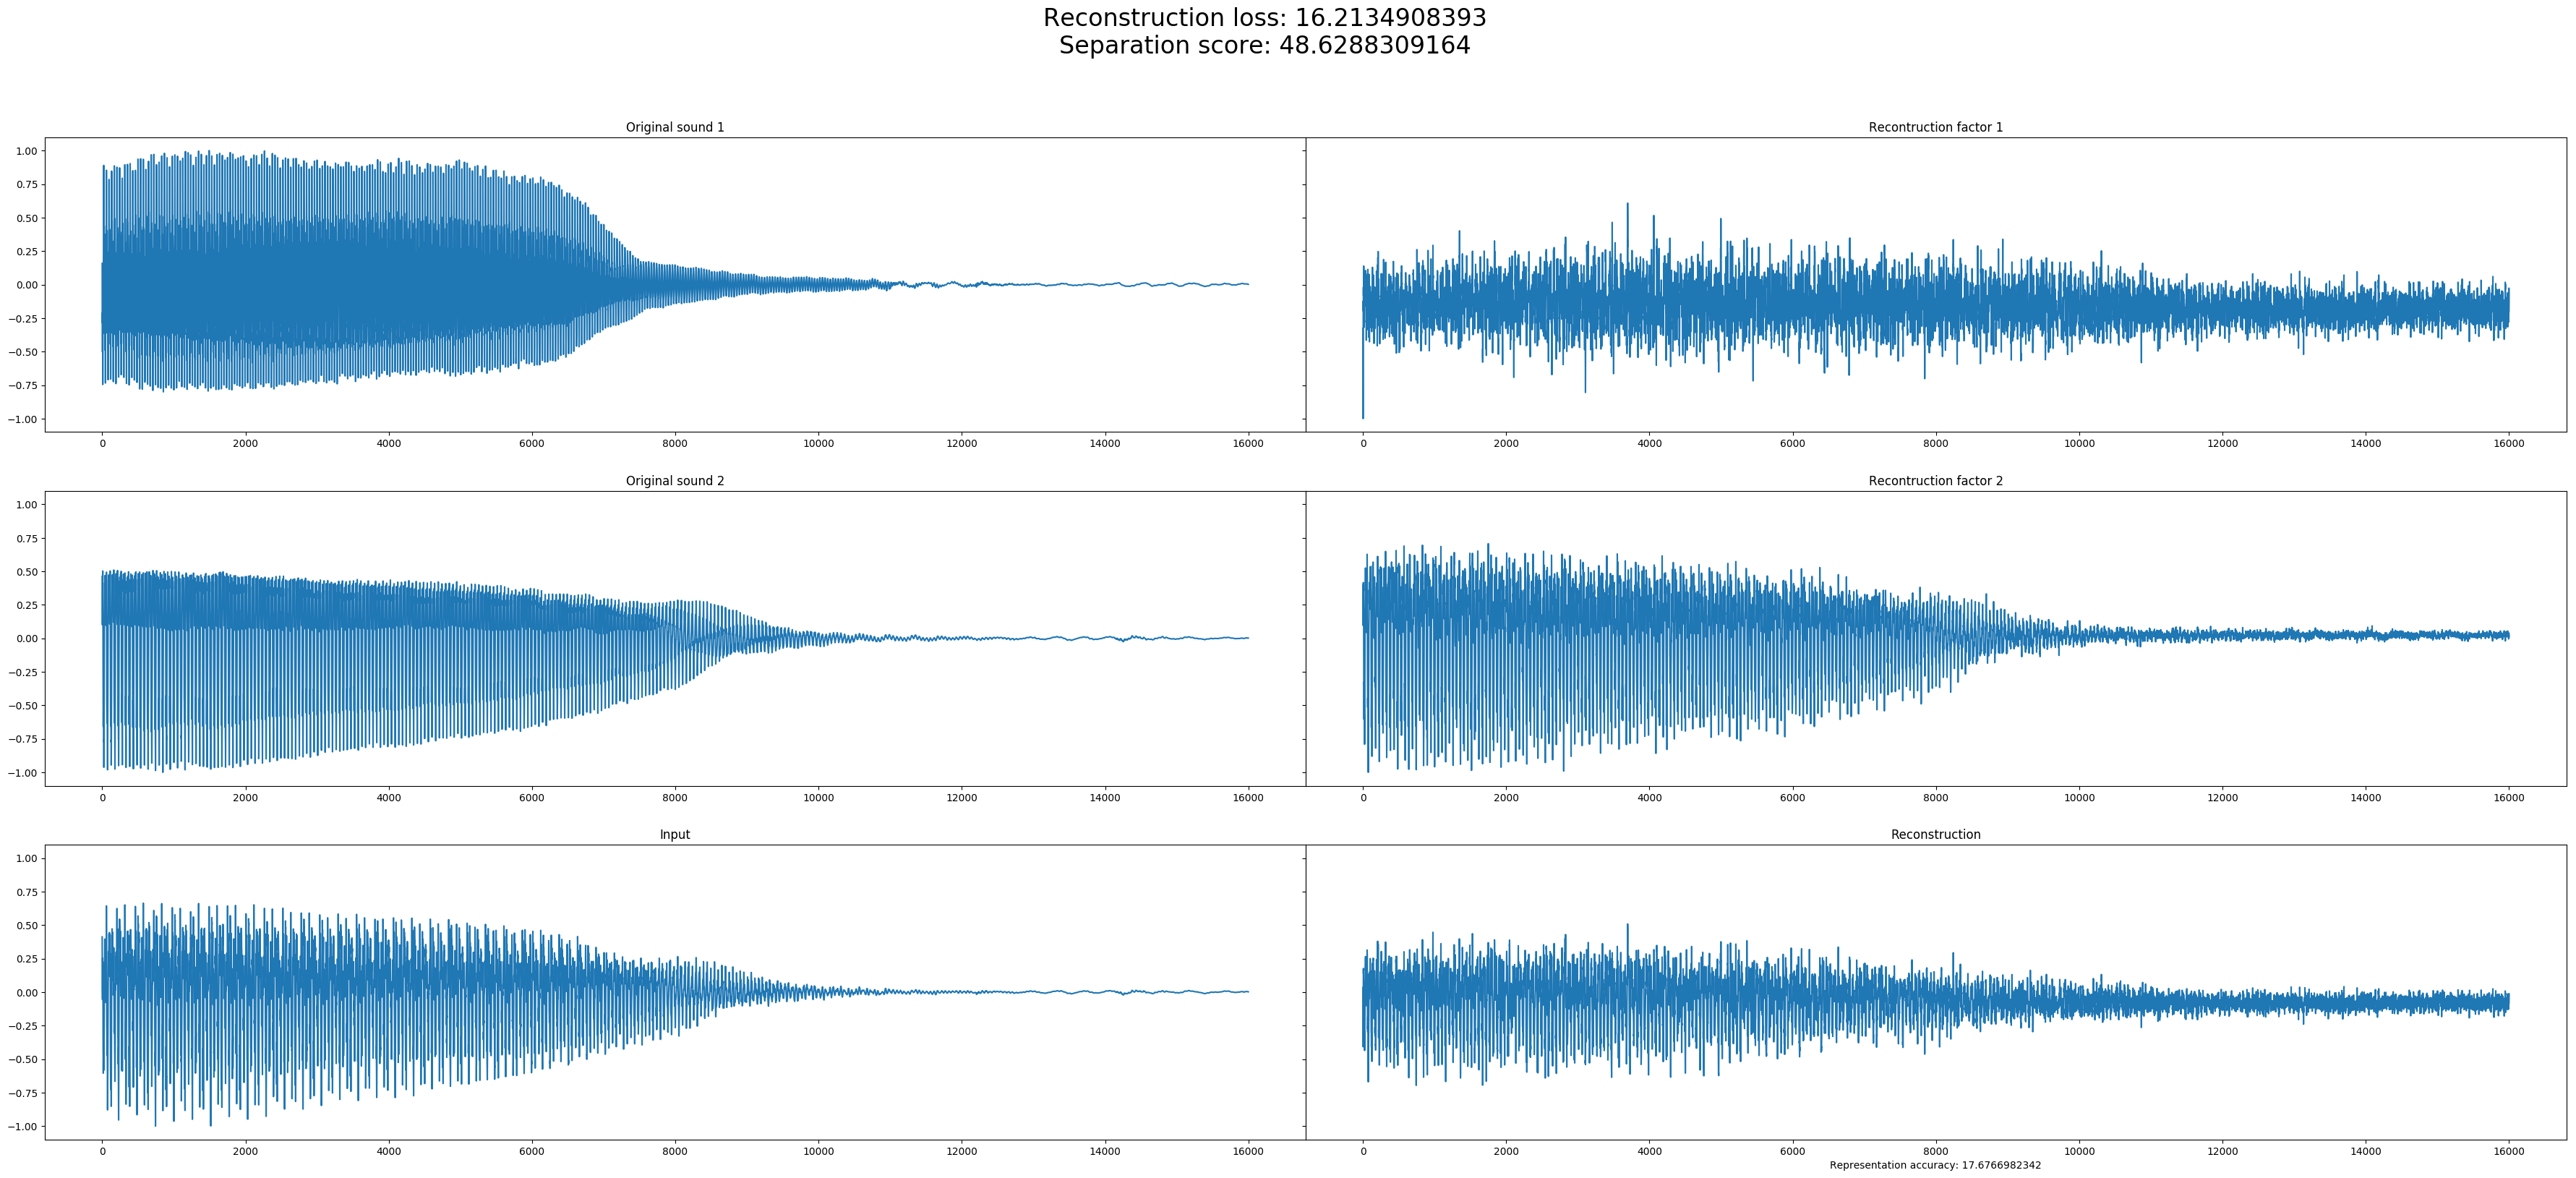 Reconstruction loss: 16.2134908393
Separation score: 48.6288309164
Original sound 1
Recontruction factor 1
1.00
0.75
0.50
0.25
0.00
−0.25
−0.50
−0.75
−1.00
0 2000 4000 6000 8000 10000 12000 14000 16000
0 2000 4000 6000 8000 10000 12000 14000 16000
Original sound 2
Recontruction factor 2
1.00
0.75
0.50
0.25
0.00
−0.25
−0.50
−0.75
−1.00
0 2000 4000 6000 8000 10000 12000 14000 16000
0 2000 4000 6000 8000 10000 12000 14000 16000
Input
Reconstruction
1.00
0.75
0.50
0.25
0.00
−0.25
−0.50
−0.75
−1.00
0 2000 4000 6000 8000 10000 12000 14000 16000
0 2000 4000 6000 8000 10000 12000 14000 16000
Representation accuracy: 17.6766982342